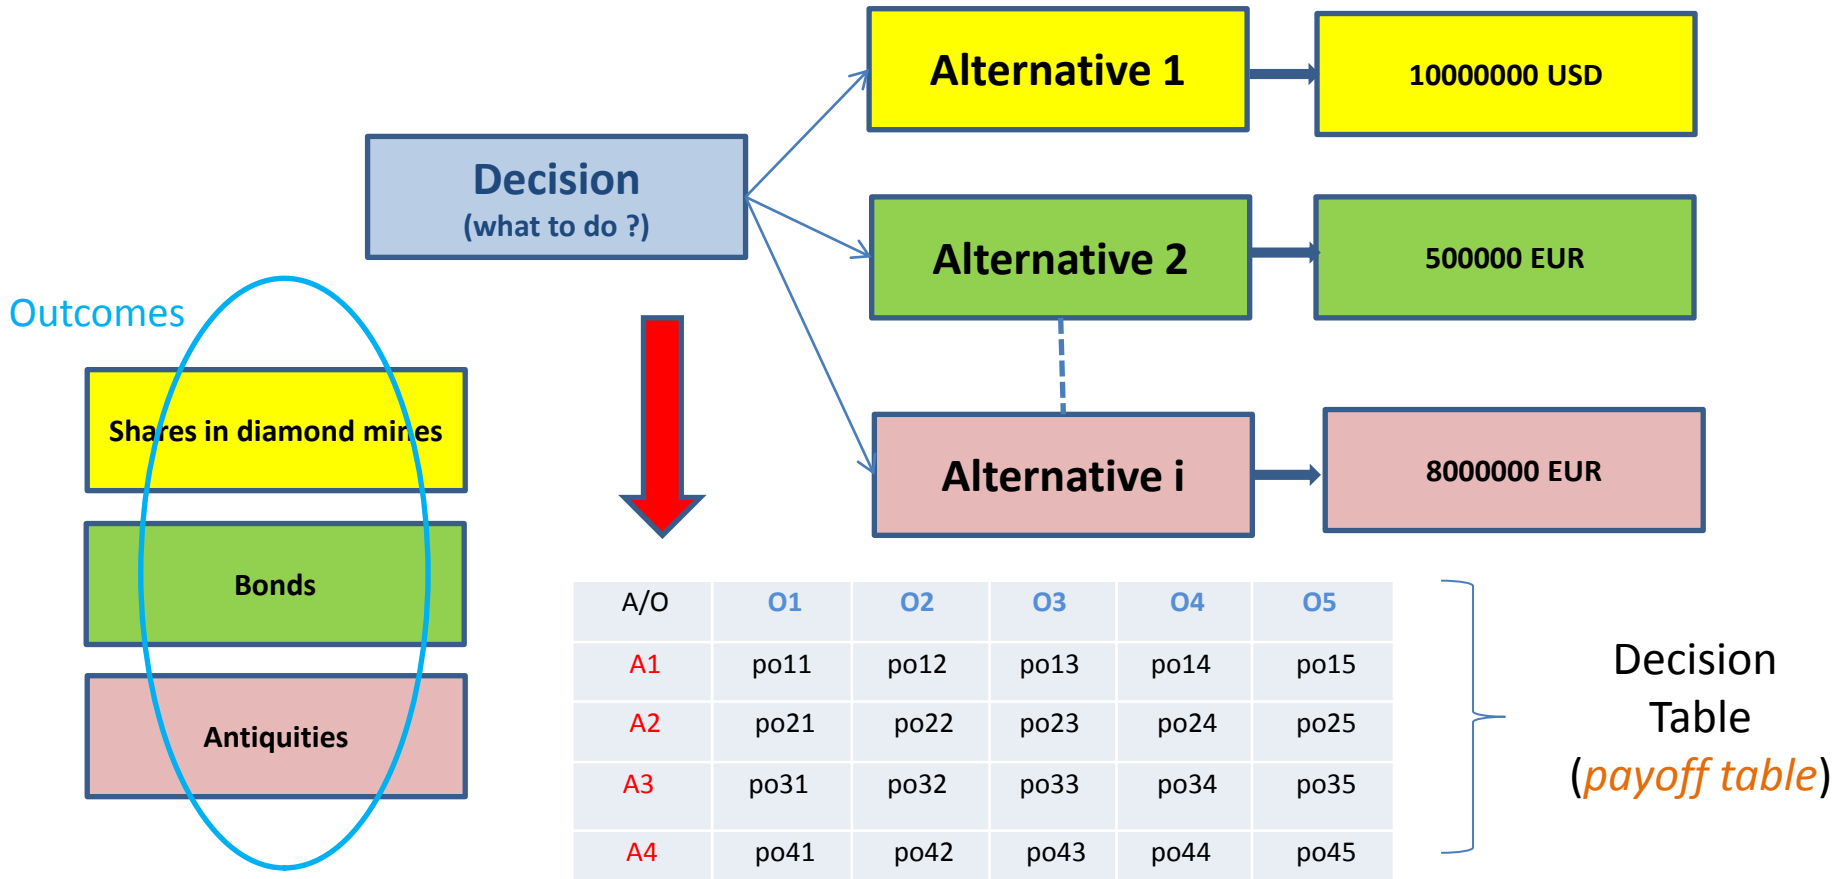 Alternative 1
10000000 USD
Decision
(what to do ?)
Alternative 2
500000 EUR
Outcomes
Shares in diamond mines
Alternative i
8000000 EUR
Bonds
Antiquities
A/O O1 O2 O3 O4 O5
A1 po11 po12 po13 po14 po15
A2 po21 po22 po23 po24 po25
A3 po31 po32 po33 po34 po35
A4 po41 po42 po43 po44 po45
Decision
Table
(payoff table)